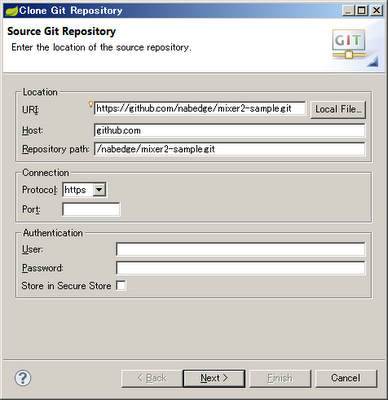 Clone Git Repository
Source Git Repository
Enter the location of the source repository.
GIT
Location
URI: https://github.com/nabedge/mixer2-sample.git Local File...
Host: github.com
Repository path: /nabedge/mixer2-sample.git
Connection
Protocol: https
Port:
Authentication
User:
Password:
Store in Secure Store
? < Back Next > Finish Cancel